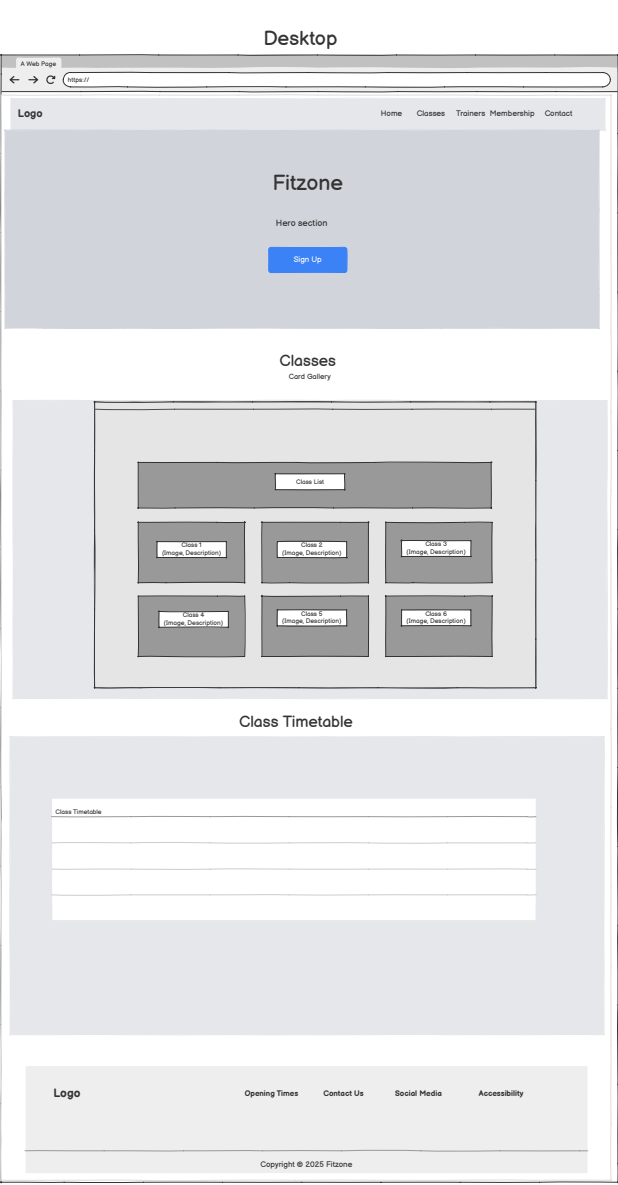 Desktop
A Web Page
https://
Logo Home Classes Trainers Membership Contact
Fitzone
Hero section
Sign Up
Classes
Card Gallery
Class List
Class 1
(Image, Description)
Class 2
(Image, Description)
Class 3
(Image, Description)
Class 4
(Image, Description)
Class 5
(Image, Description)
Class 6
(Image, Description)
Class Timetable
Class Timetable
Logo Opening Times Contact Us Social Media Accessibility
Copyright © 2025 Fitzone